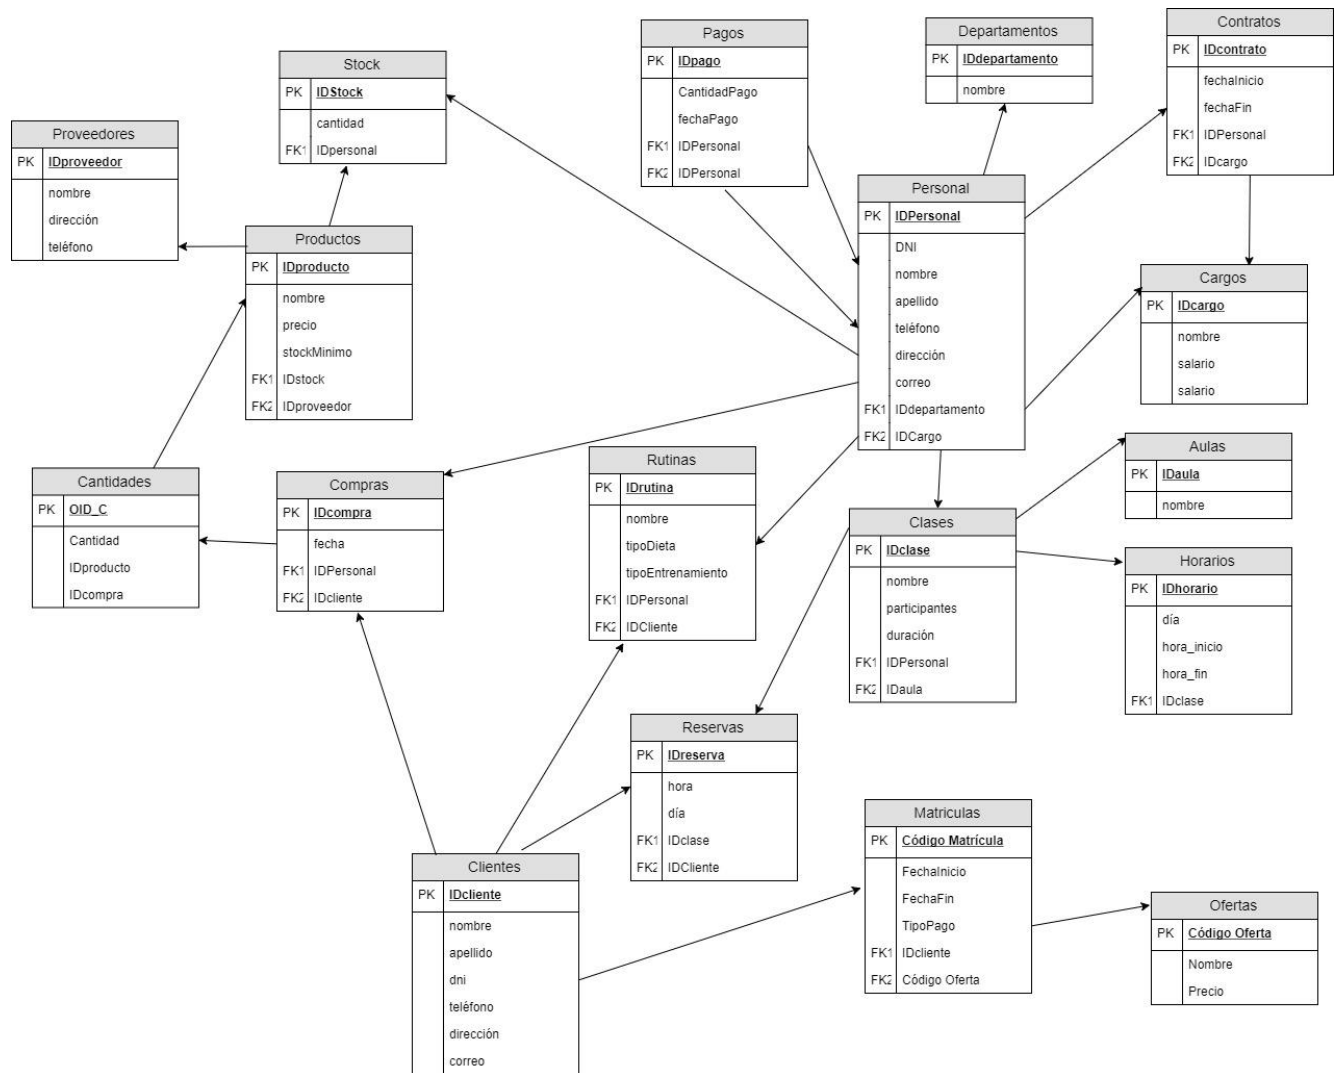 Stock
PK IDStock
cantidad
FK1 IDpersonal
Pagos
PK IDpago
CantidadPago
fechaPago
FK1 IDPersonal
FK2 IDPersonal
Departamentos
PK IDdepartamento
nombre
Contratos
PK IDcontrato
fechaInicio
fechaFin
FK1 IDPersonal
FK2 IDcargo
Proveedores
PK IDproveedor
nombre
dirección
teléfono
Productos
PK IDproducto
nombre
precio
stockMinimo
FK1 IDstock
FK2 IDproveedor
Personal
PK IDPersonal
DNI
nombre
apellido
teléfono
dirección
correo
FK1 IDdepartamento
FK2 IDCargo
Cargos
PK IDcargo
nombre
salario
salario
Cantidades
PK OID_C
Cantidad
IDproducto
IDcompra
Compras
PK IDcompra
fecha
FK1 IDPersonal
FK2 IDcliente
Rutinas
PK IDrutina
nombre
tipoDieta
tipoEntrenamiento
FK1 IDPersonal
FK2 IDCliente
Clases
PK IDclase
nombre
participantes
duración
FK1 IDPersonal
FK2 IDaula
Aulas
PK IDaula
nombre
Horarios
PK IDhorario
día
hora_inicio
hora_fin
FK1 IDclase
Reservas
PK IDreserva
hora
día
FK1 IDclase
FK2 IDCliente
Clientes
PK IDcliente
nombre
apellido
dni
teléfono
dirección
correo
Matriculas
PK Código Matrícula
FechaInicio
FechaFin
TipoPago
FK1 IDcliente
FK2 Código Oferta
Ofertas
PK Código Oferta
Nombre
Precio